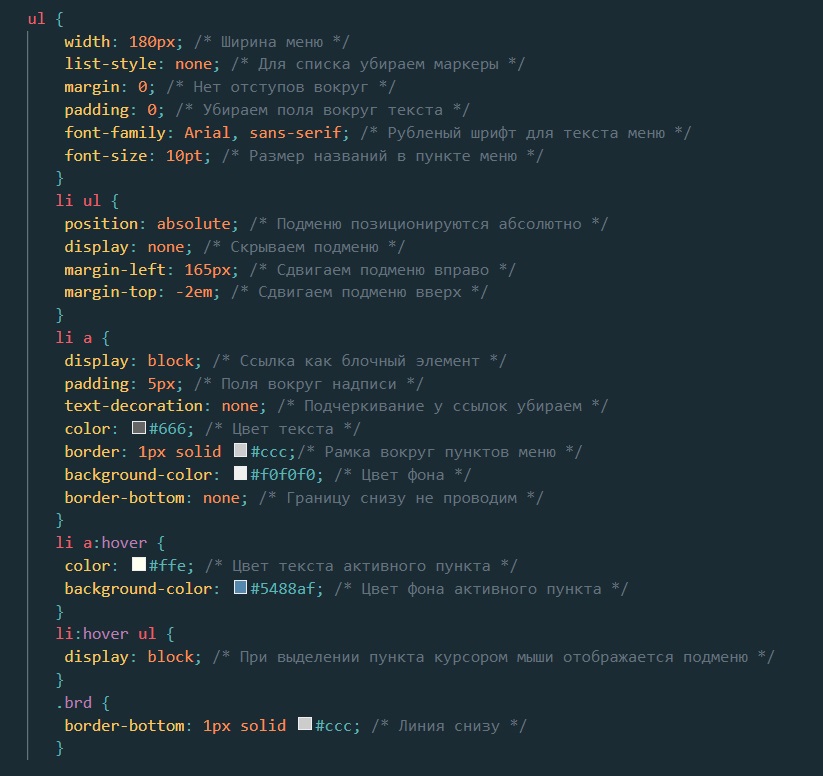 ul {
width: 180px; /* Ширина меню */
list-style: none; /* Для списка убираем маркеры */
margin: 0; /* Нет отступов вокруг */
padding: 0; /* Убираем поля вокруг текста */
font-family: Arial, sans-serif; /* Рубленый шрифт для текста меню */
font-size: 10pt; /* Размер названий в пункте меню */
}
li ul {
position: absolute; /* Подменю позиционируются абсолютно */
display: none; /* Скрываем подменю */
margin-left: 165px; /* Сдвигаем подменю вправо */
margin-top: -2em; /* Сдвигаем подменю вверх */
}
li a {
display: block; /* Ссылка как блочный элемент */
padding: 5px; /* Поля вокруг надписи */
text-decoration: none; /* Подчеркивание у ссылок убираем */
color: #666; /* Цвет текста */
border: 1px solid #ccc;/* Рамка вокруг пунктов меню */
background-color: #f0f0f0; /* Цвет фона */
border-bottom: none; /* Границу снизу не проводим */
}
li a:hover {
color: #ffe; /* Цвет текста активного пункта */
background-color: #5488af; /* Цвет фона активного пункта */
}
li:hover ul {
display: block; /* При выделении пункта курсором мыши отображается подменю */
}
.brd {
border-bottom: 1px solid #ccc; /* Линия снизу */
}